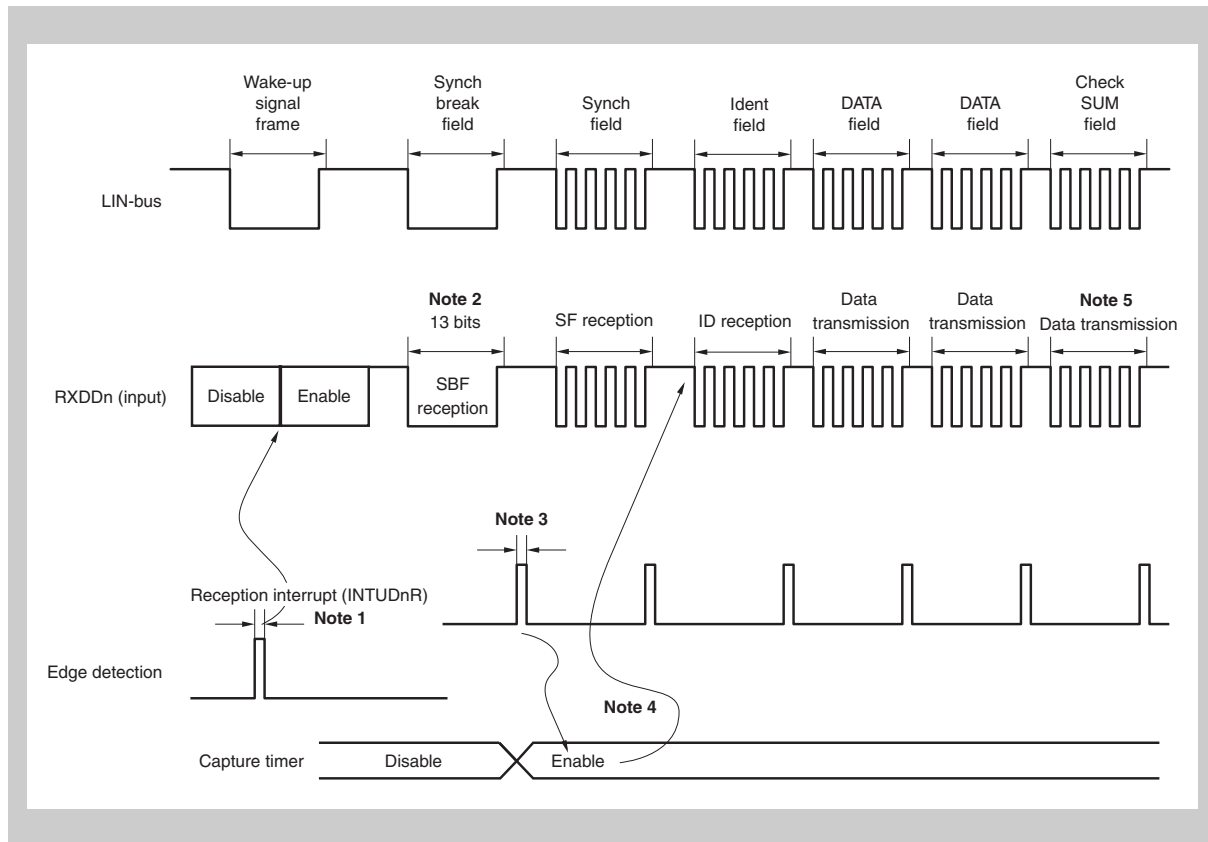 Wake-up
signal
frame
Synch
break
field
Synch
field
Ident
field
DATA
field
DATA
field
Check
SUM
field
LIN-bus
Note 2
13 bits
SF reception
ID reception
Data
transmission
Data
transmission
Note 5
Data transmission
RXDDn (input)
Disable
Enable
SBF
reception
Note 3
Reception interrupt (INTUDnR)
Note 1
Edge detection
Note 4
Capture timer
Disable
Enable